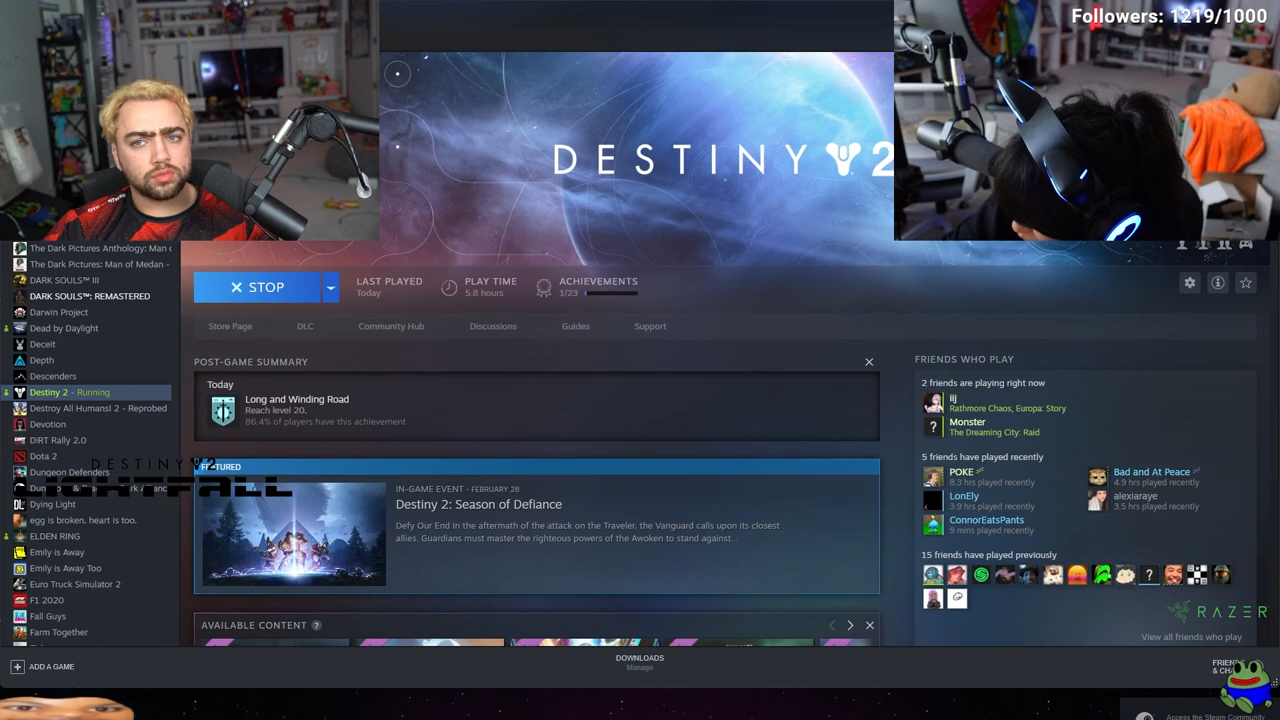 Followers: 1219/1000
DESTINY 2
The Dark Pictures Anthology: Man o
The Dark Pictures: Man of Medan -
DARK SOULS™ III
DARK SOULS™: REMASTERED
Darwin Project
Dead by Daylight
Deceit
Depth
Descenders
Destiny 2 - Running
Destroy All Humans! 2 - Reprobed
Devotion
DiRT Rally 2.0
Dota 2
DESTINY 2
Dungeon Defenders
Dying Light
egg is broken, heart is too.
ELDEN RING
Emily is Away
Emily is Away Too
Euro Truck Simulator 2
F1 2020
Fall Guys
Farm Together
STOP
LAST PLAYED
Today
PLAY TIME
5.8 hours
ACHIEVEMENTS
1/23
Store Page
DLC
Community Hub
Discussions
Guides
Support
POST-GAME SUMMARY
Today
Long and Winding Road
Reach level 20.
86.4% of players have this achievement
IN-GAME EVENT - FEBRUARY 28
Destiny 2: Season of Defiance
Defy Our End In the aftermath of the attack on the Traveler, the Vanguard calls upon its closest
allies. Guardians must master the righteous powers of the Awoken to stand against...
AVAILABLE CONTENT ?
FRIENDS WHO PLAY
2 friends are playing right now
iij
Rathmore Chaos, Europa: Story
Monster
The Dreaming City: Raid
5 friends have played recently
POKE
8.3 hrs played recently
Bad and At Peace
4.9 hrs played recently
LonEly
3.9 hrs played recently
alexiaraye
3.5 hrs played recently
ConnorEatsPants
9 mins played recently
15 friends have played previously
RAZER
View all friends who play
ADD A GAME
DOWNLOADS
Manage
FRIEN
& CH
Access the Steam Community